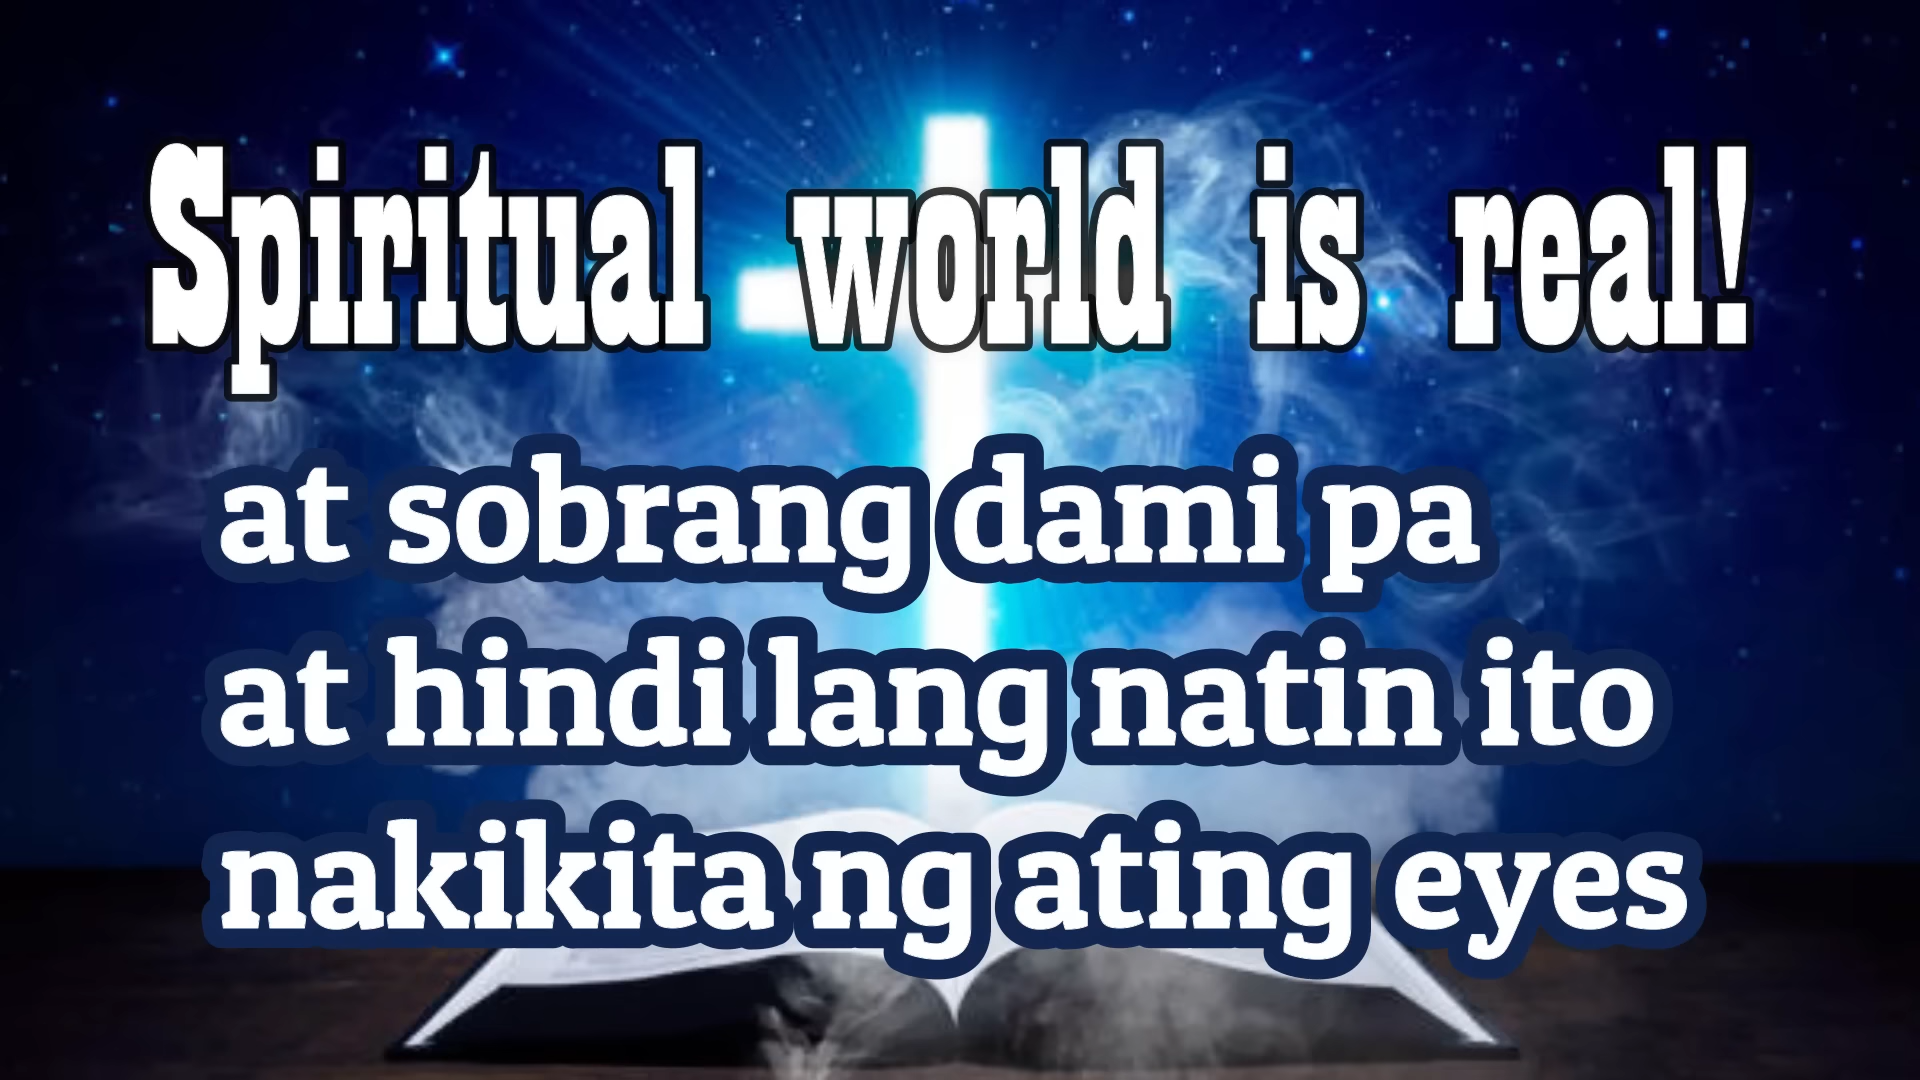 Spiritual world is real!
at sobrang dami pa
at hindi lang natin ito
nakikita ng ating eyes